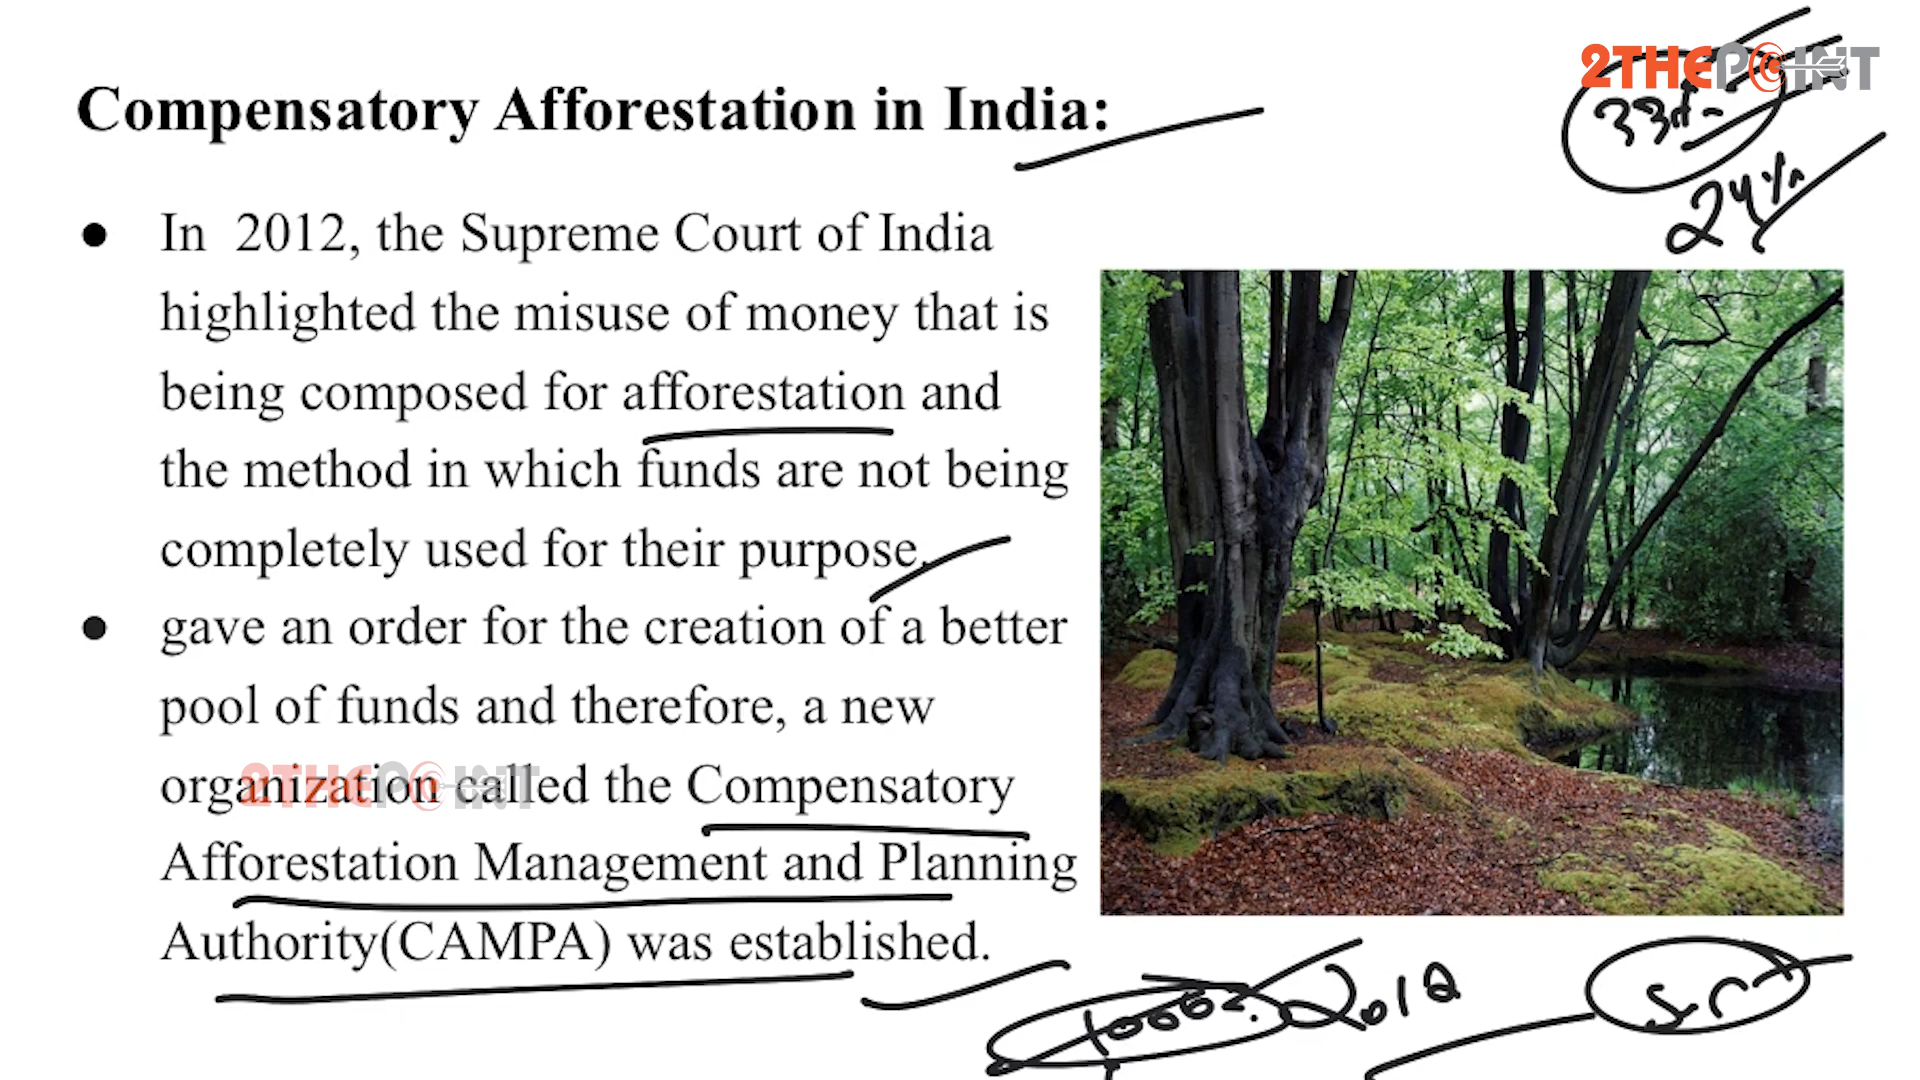 2THEPOINT
33%
24%
Compensatory Afforestation in India:
● In 2012, the Supreme Court of India
highlighted the misuse of money that is
being composed for afforestation and
the method in which funds are not being
completely used for their purpose.
● gave an order for the creation of a better
pool of funds and therefore, a new
organization called the Compensatory
Afforestation Management and Planning
Authority(CAMPA) was established.
2THEPOINT
2012